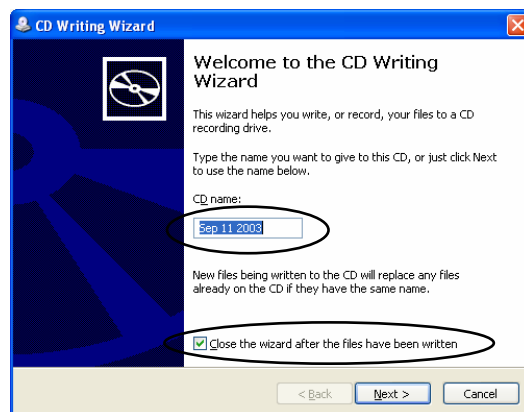 CD Writing Wizard
Welcome to the CD Writing
Wizard
This wizard helps you write, or record, your files to a CD
recording drive.
Type the name you want to give to this CD, or just click Next
to use the name below.
CD name:
Sep 11 2003
New files being written to the CD will replace any files
already on the CD if they have the same name.
Close the wizard after the files have been written
< Back
Next >
Cancel